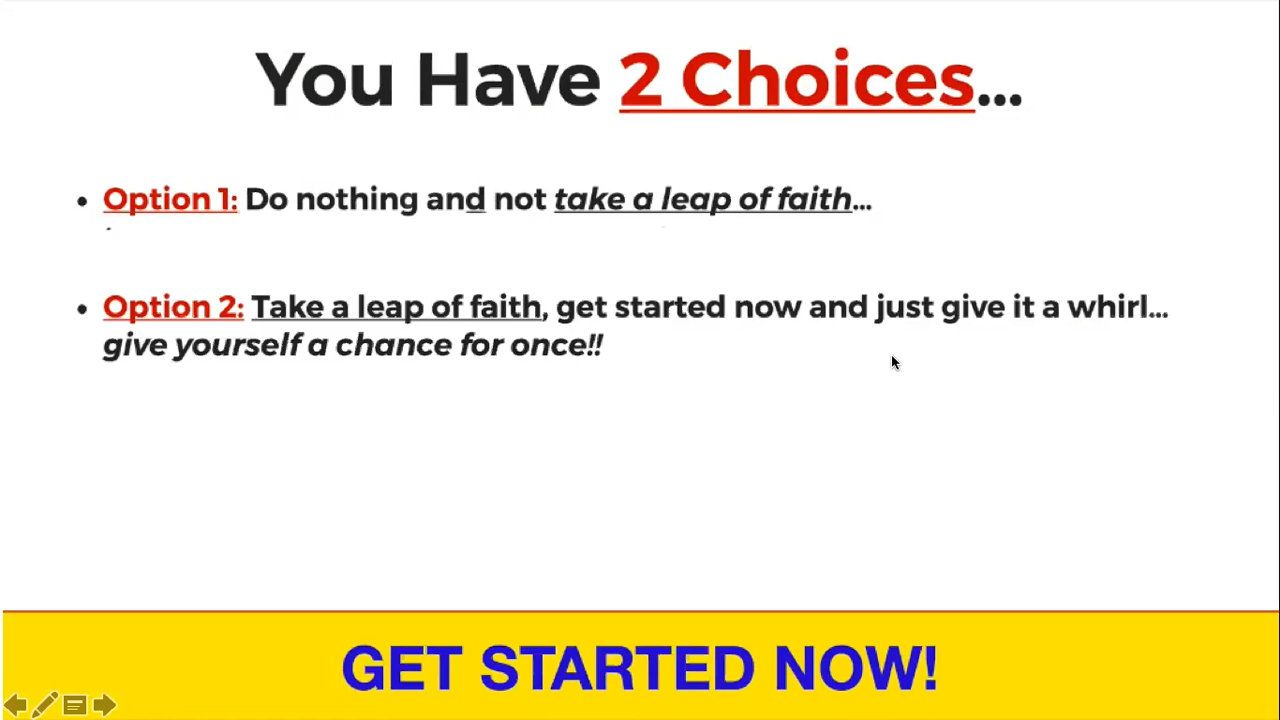 You Have 2 Choices...
Option 1: Do nothing and not take a leap of faith...
Option 2: Take a leap of faith, get started now and just give it a whirl...
give yourself a chance for once!!
GET STARTED NOW!